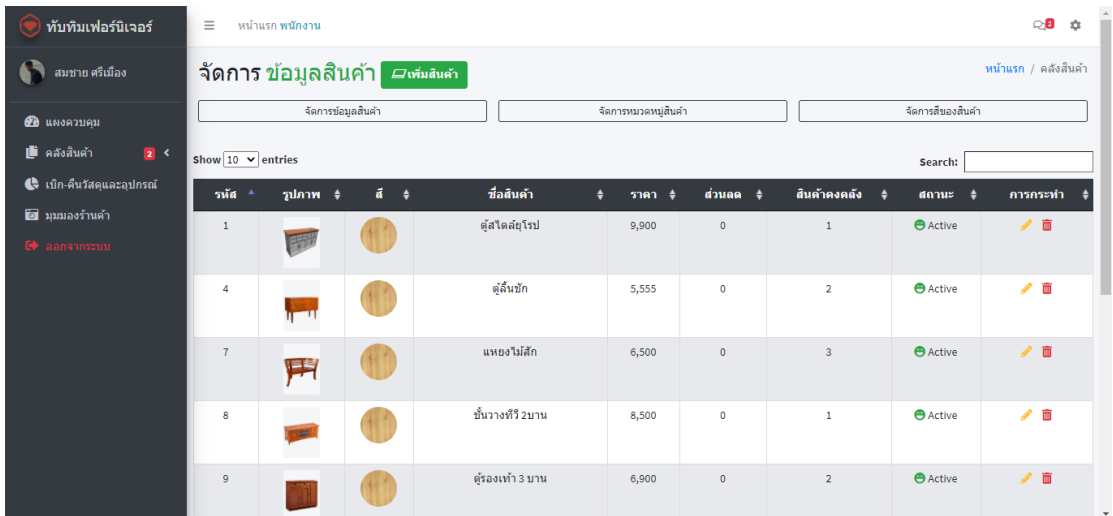 ทับทิมเฟอร์นิเจอร์
หน้าแรก พนักงาน
2
สมชาย ศรีเมือง
จัดการ ข้อมูลสินค้า เพิ่มสินค้า
หน้าแรก / คลังสินค้า
จัดการข้อมูลสินค้า จัดการหมวดหมู่สินค้า จัดการสีของสินค้า
แผงควบคุม
คลังสินค้า 2
เบิก-คืนวัสดุและอุปกรณ์
มุมมองร้านค้า
ออกจากระบบ
Show 10 entries
Search:
รหัส รูปภาพ สี ชื่อสินค้า ราคา ส่วนลด สินค้าคงคลัง สถานะ การกระทำ
1 ตู้สไตล์ยุโรป 9,900 0 1 Active
4 ตู้ลิ้นชัก 5,555 0 2 Active
7 แหยงไม้สัก 6,500 0 3 Active
8 ชั้นวางทีวี 2บาน 8,500 0 1 Active
9 ตู้รองเท้า 3 บาน 6,900 0 2 Active